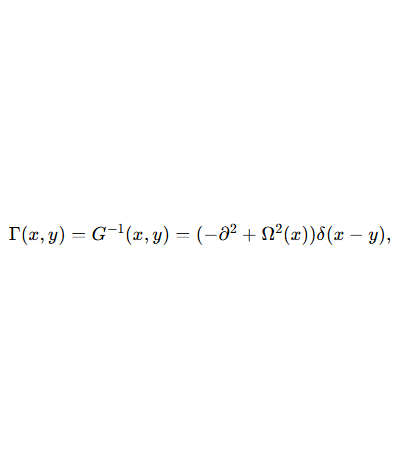 Γ(x, y) = G⁻¹(x, y) = (−∂² + Ω²(x))δ(x − y),